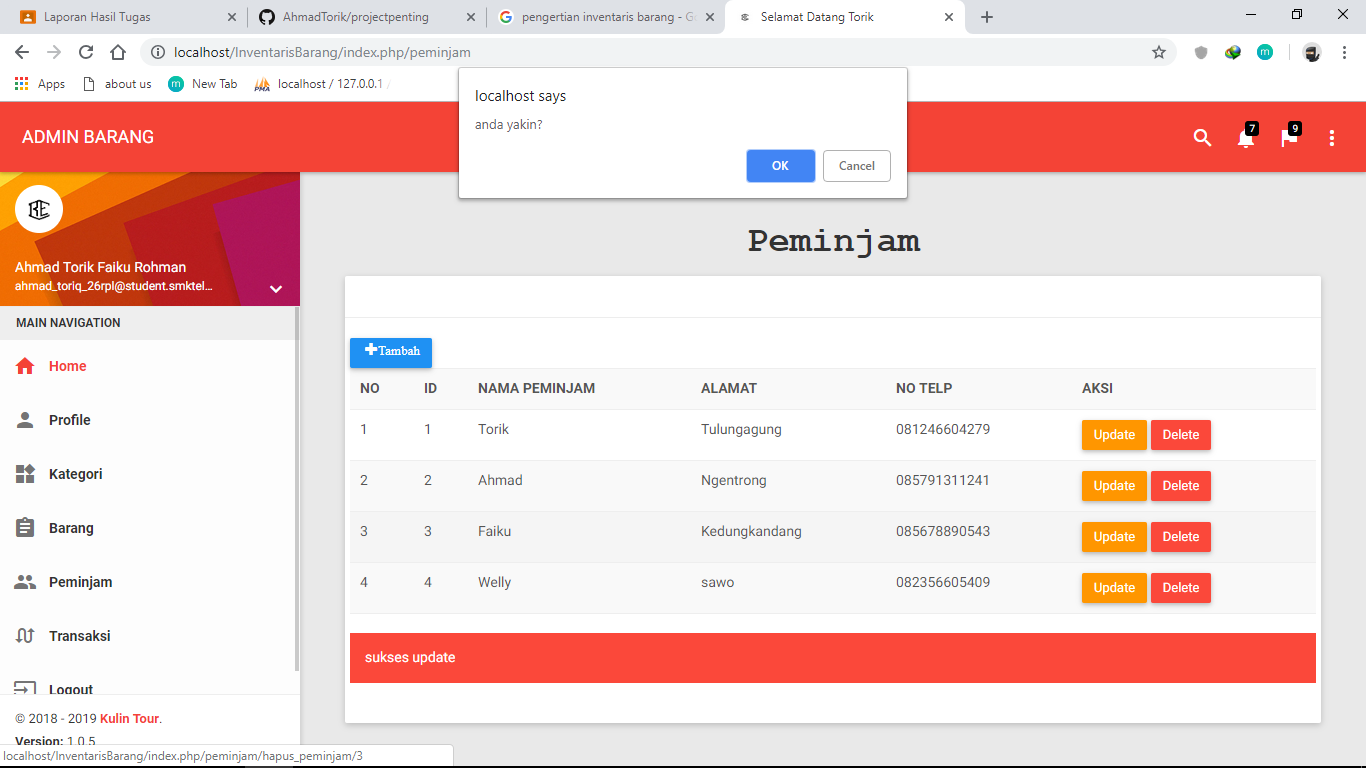 Laporan Hasil Tugas
AhmadTorik/projectpenting
pengertian inventaris barang - G
Selamat Datang Torik
localhost/InventarisBarang/index.php/peminjam
Apps
about us
m
New Tab
PMA
localhost / 127.0.0.1
m
localhost says
anda yakin?
OK
Cancel
ADMIN BARANG
7
9
Ahmad Torik Faiku Rohman
ahmad_toriq_26rpl@student.smktel...
MAIN NAVIGATION
Home
Profile
Kategori
Barang
Peminjam
Transaksi
Logout
© 2018 - 2019 Kulin Tour.
Version: 1.0.5
Peminjam
Tambah
NO ID NAMA PEMINJAM ALAMAT NO TELP AKSI
1 1 Torik Tulungagung 081246604279 Update Delete
2 2 Ahmad Ngentrong 085791311241 Update Delete
3 3 Faiku Kedungkandang 085678890543 Update Delete
4 4 Welly sawo 082356605409 Update Delete
sukses update
localhost/InventarisBarang/index.php/peminjam/hapus_peminjam/3